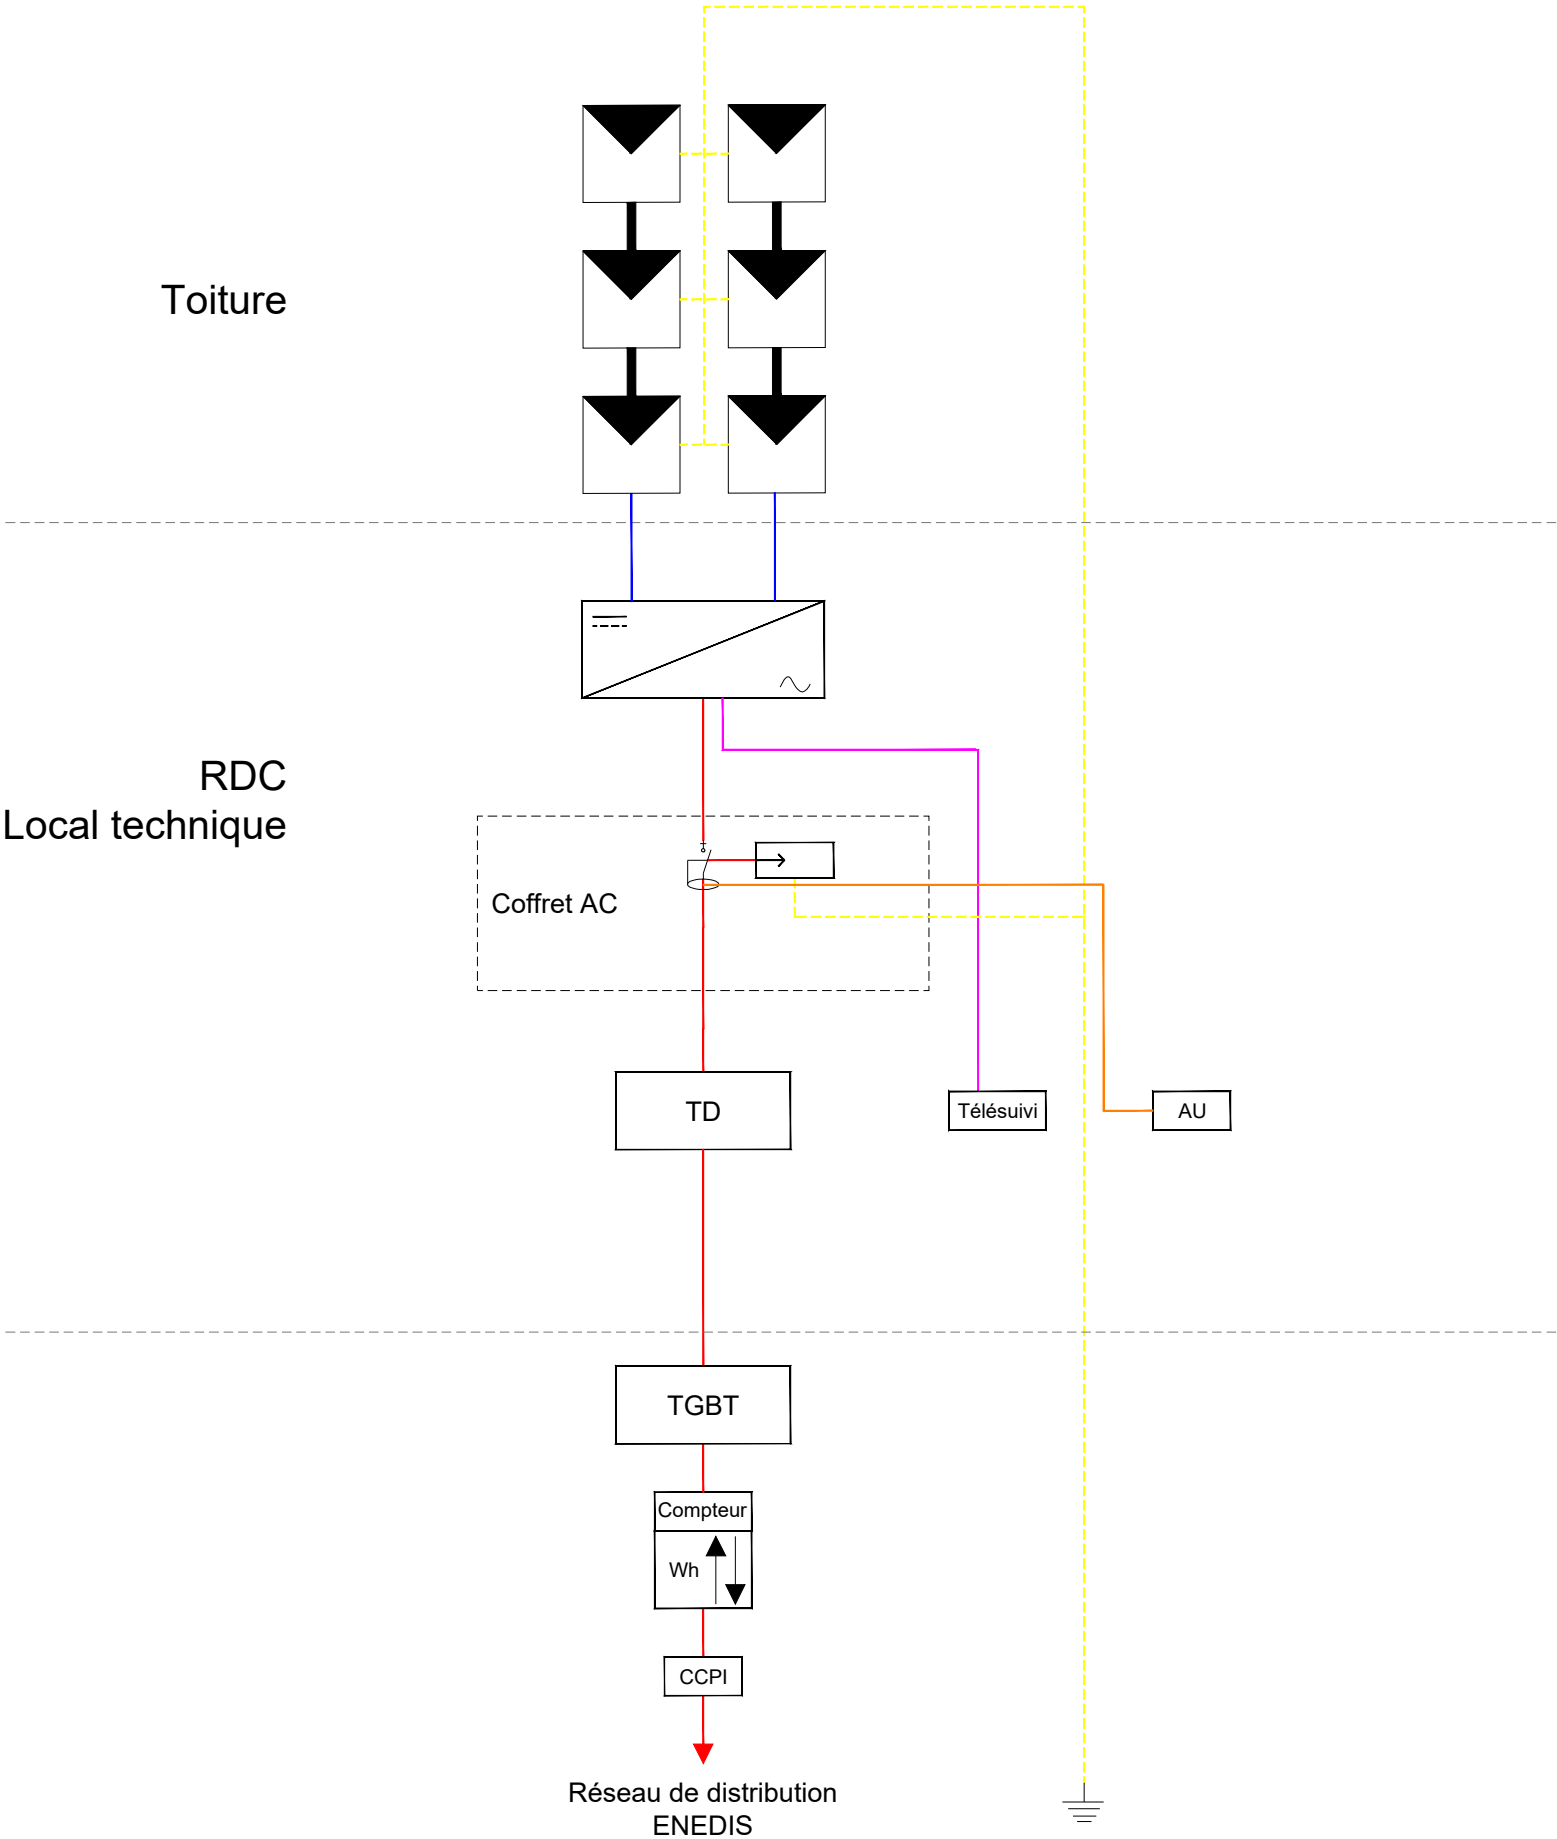 Toiture
RDC
Local technique
Coffret AC
TD
Télésuivi
AU
TGBT
Compteur
Wh
CCPI
Réseau de distribution
ENEDIS